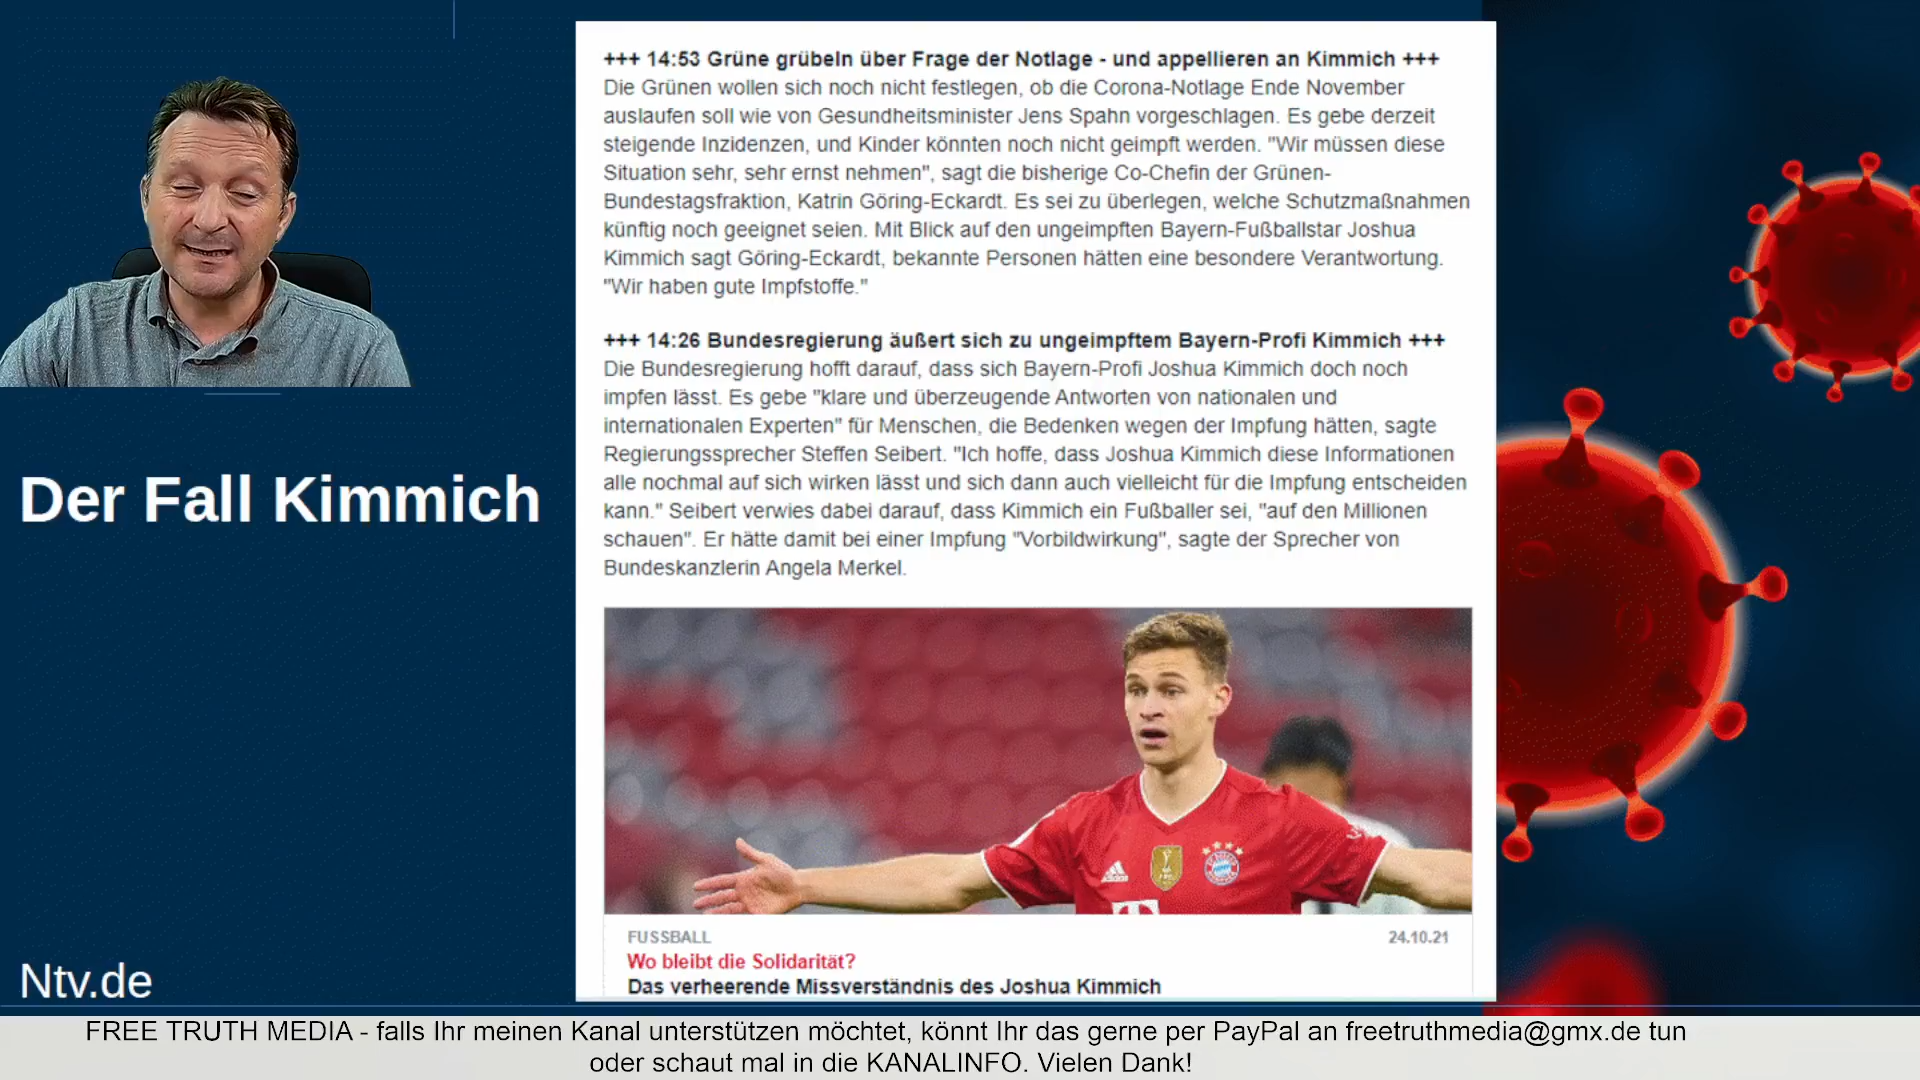 +++ 14:53 Grüne grübeln über Frage der Notlage - und appellieren an Kimmich +++
Die Grünen wollen sich noch nicht festlegen, ob die Corona-Notlage Ende November
auslaufen soll wie von Gesundheitsminister Jens Spahn vorgeschlagen. Es gebe derzeit
steigende Inzidenzen, und Kinder könnten noch nicht geimpft werden. "Wir müssen diese
Situation sehr, sehr ernst nehmen", sagt die bisherige Co-Chefin der Grünen-
Bundestagsfraktion, Katrin Göring-Eckardt. Es sei zu überlegen, welche Schutzmaßnahmen
künftig noch geeignet seien. Mit Blick auf den ungeimpften Bayern-Fußballstar Joshua
Kimmich sagt Göring-Eckardt, bekannte Personen hätten eine besondere Verantwortung.
"Wir haben gute Impfstoffe."
+++ 14:26 Bundesregierung äußert sich zu ungeimpftem Bayern-Profi Kimmich +++
Die Bundesregierung hofft darauf, dass sich Bayern-Profi Joshua Kimmich doch noch
impfen lässt. Es gebe "klare und überzeugende Antworten von nationalen und
internationalen Experten" für Menschen, die Bedenken wegen der Impfung hätten, sagte
Regierungssprecher Steffen Seibert. "Ich hoffe, dass Joshua Kimmich diese Informationen
alle nochmal auf sich wirken lässt und sich dann auch vielleicht für die Impfung entscheiden
kann." Seibert verwies dabei darauf, dass Kimmich ein Fußballer sei, "auf den Millionen
schauen". Er hätte damit bei einer Impfung "Vorbildwirkung", sagte der Sprecher von
Bundeskanzlerin Angela Merkel.
Der Fall Kimmich
FUSSBALL 24.10.21
Wo bleibt die Solidarität?
Das verheerende Missverständnis des Joshua Kimmich
Ntv.de
FREE TRUTH MEDIA - falls Ihr meinen Kanal unterstützen möchtet, könnt Ihr das gerne per PayPal an freetruthmedia@gmx.de tun
oder schaut mal in die KANALINFO. Vielen Dank!